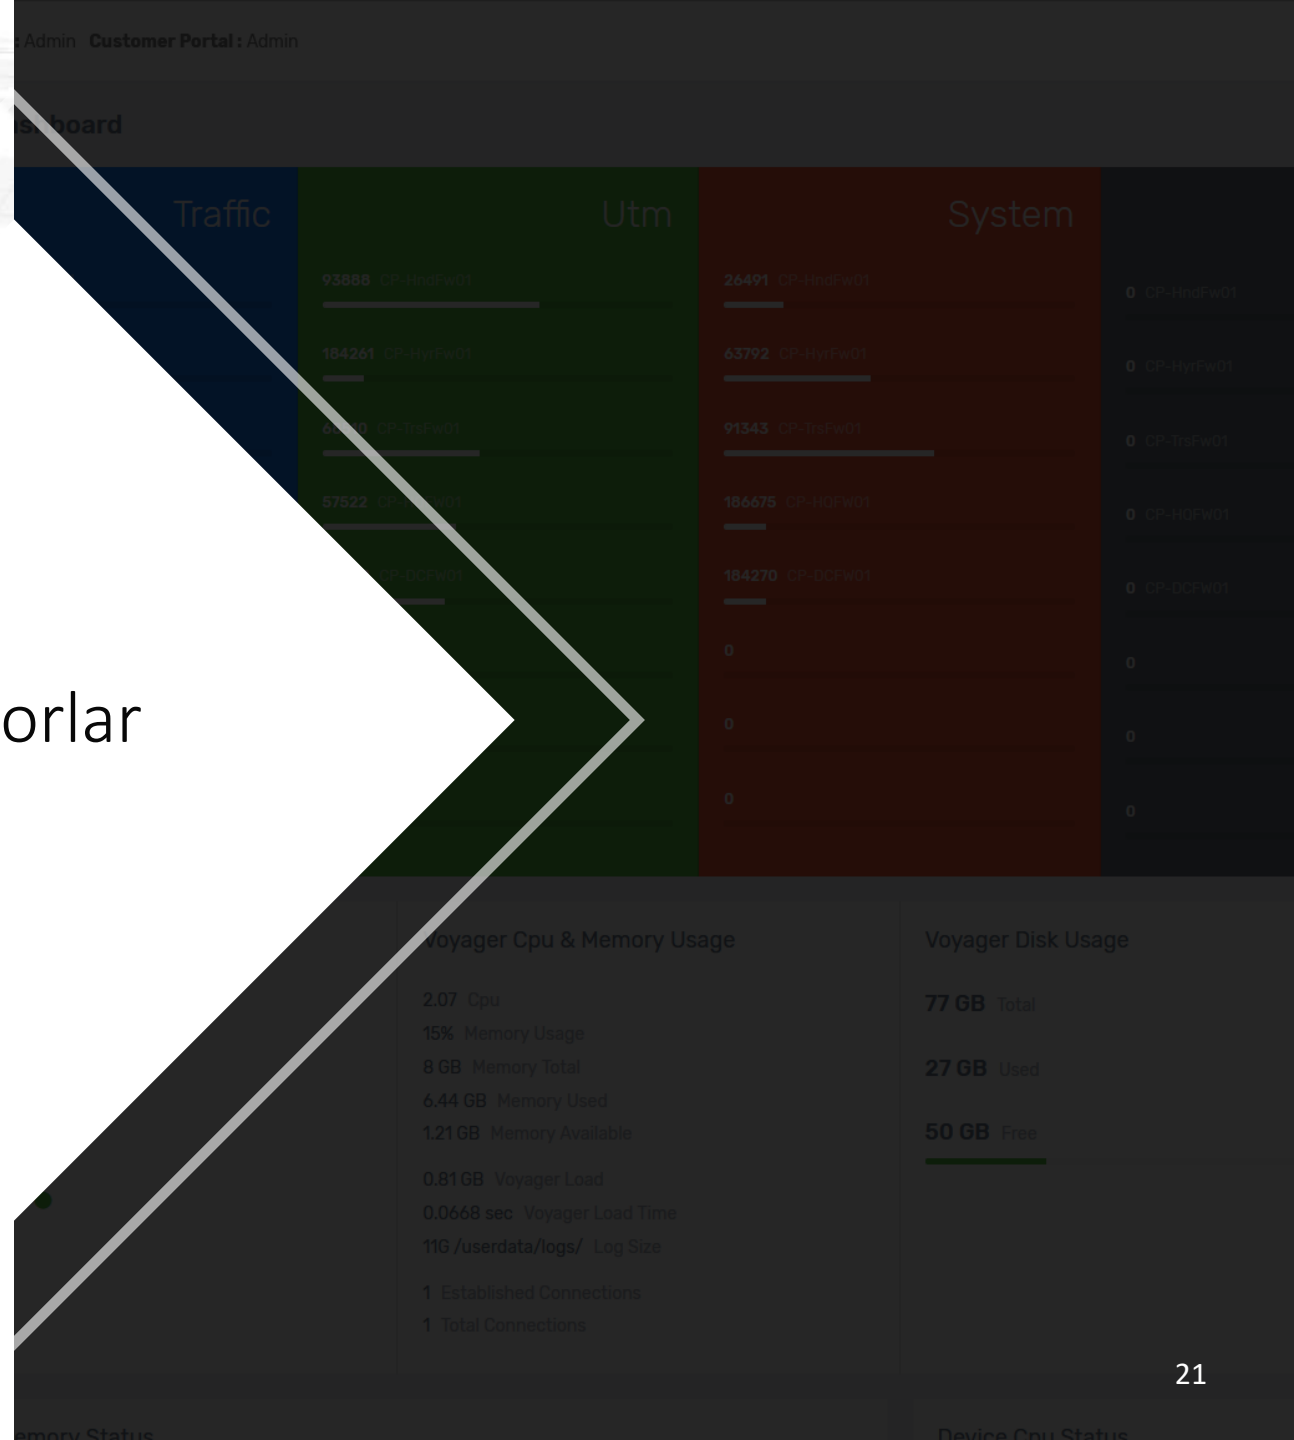 : Admin Customer Portal : Admin
shboard
Traffic
Utm
System
93888 CP-HndFw01
26491 CP-HndFw01
0 CP-HndFw01
184261 CP-HyrFw01
63792 CP-HyrFw01
0 CP-HyrFw01
CP-TrsFw01
91343 CP-TrsFw01
0 CP-TrsFw01
57522
186675 CP-HOFW01
0 CP-HOFW01
CP-DCFW01
184270 CP-DCFW01
0 CP-DCFW01
0
0
orlar
0
0
0
0
Voyager Cpu & Memory Usage
2.07 Cpu
15% Memory Usage
8 GB Memory Total
6.44 GB Memory Used
1.21 GB Memory Available
0.81 GB Voyager Load
0.0668 sec Voyager Load Time
11G /userdata/logs/ Log Size
1 Established Connections
1 Total Connections
Voyager Disk Usage
77 GB Total
27 GB Used
50 GB Free
21
emory Status
Device Cpu Status